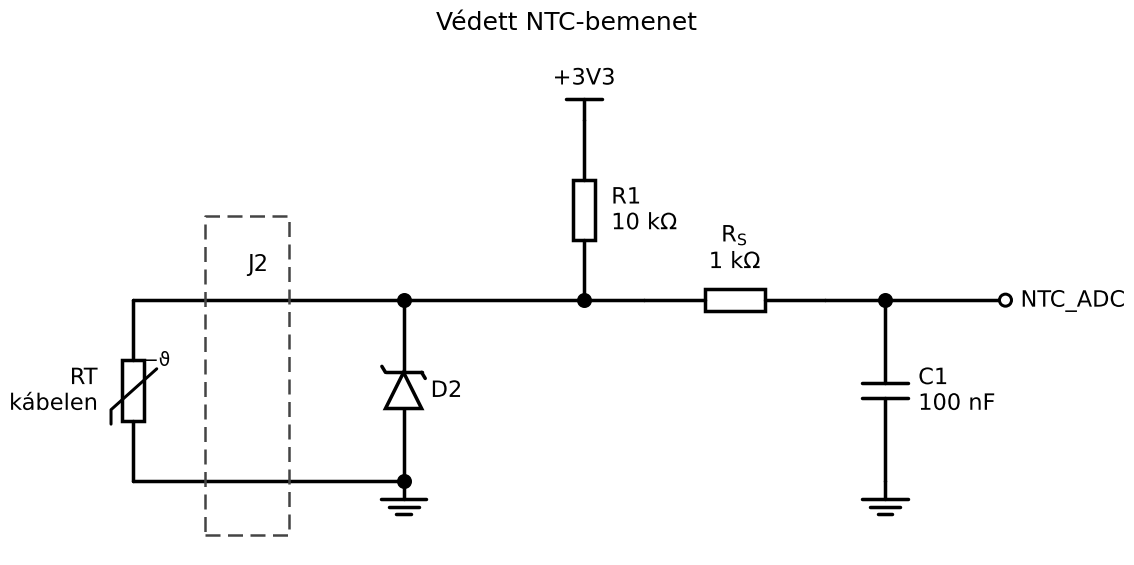 Védett NTC-bemenet
+3V3
R1
10 kΩ
RS
1 kΩ
J2
NTC_ADC
–ϑ
RT
kábelen
D2
C1
100 nF